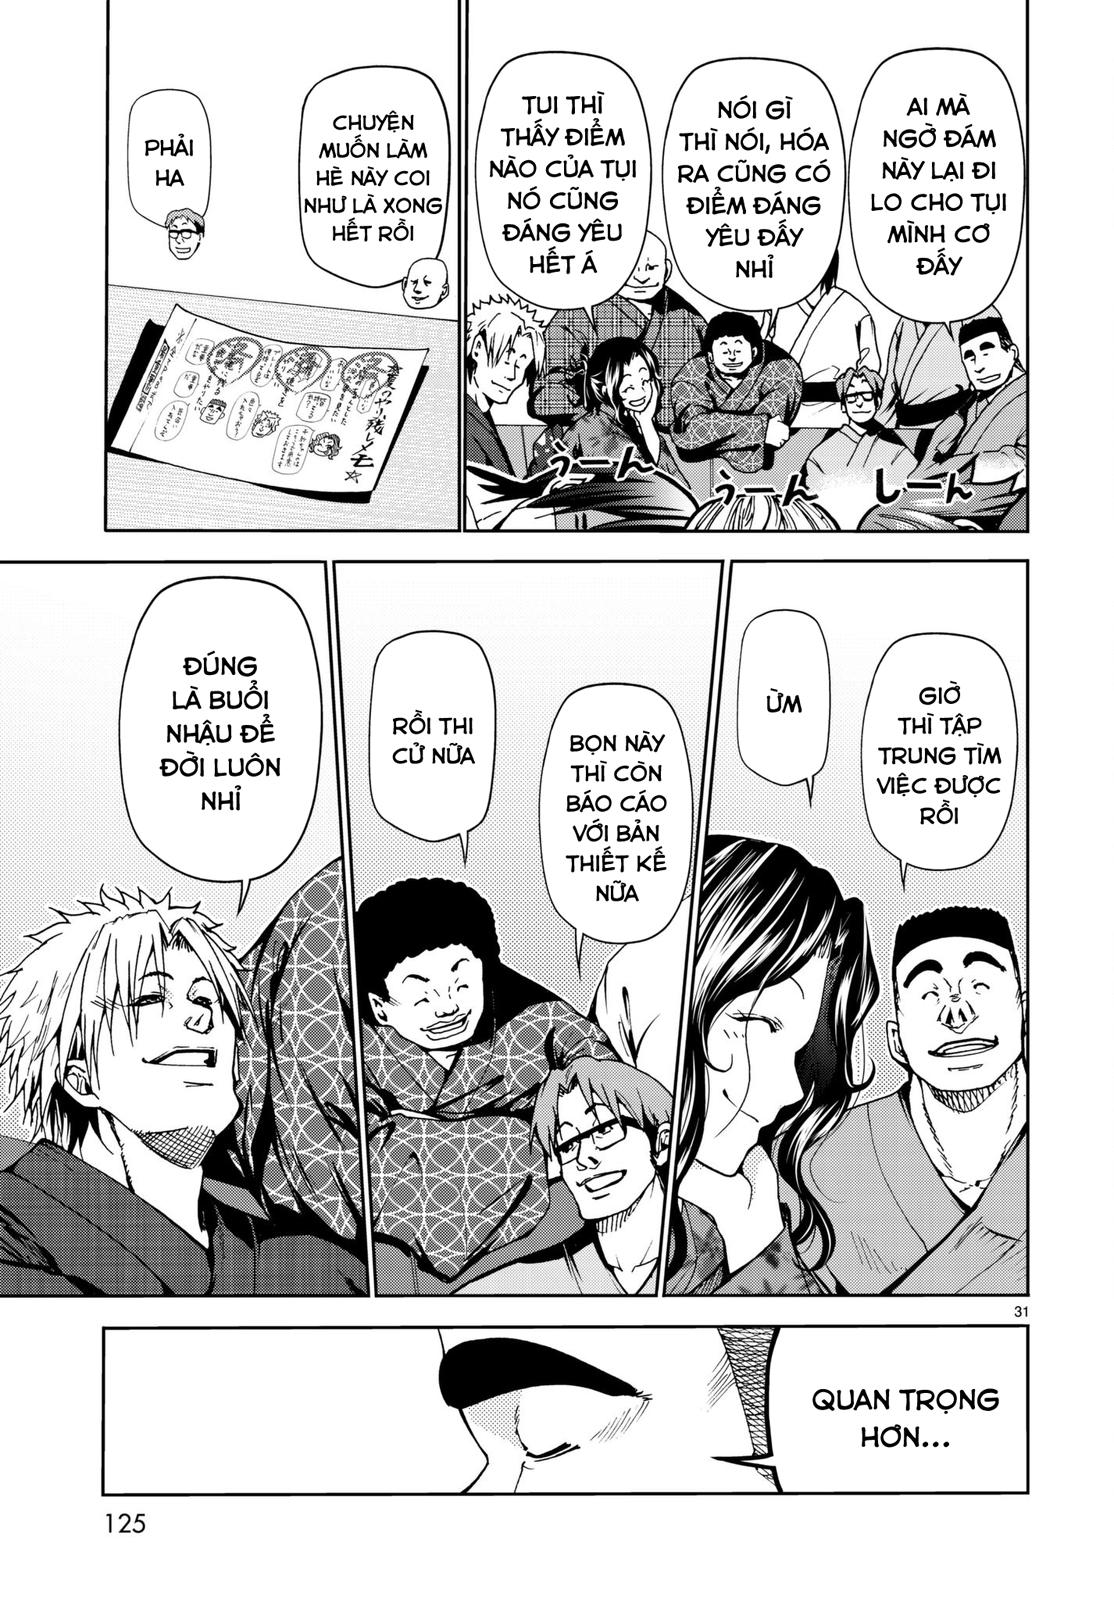 AI MÀ
NGỜ ĐÁM
NÀY LẠI ĐI
LO CHO TỤI
MÌNH CƠ
ĐẤY
NÓI GÌ
THÌ NÓI, HÓA
RA CŨNG CÓ
ĐIỂM ĐÁNG
YÊU ĐẤY
NHỈ
TUI THÌ
THẤY ĐIỂM
NÀO CỦA TỤI
NÓ CŨNG
ĐÁNG YÊU
HẾT Á
しーん
うーん
うーん
CHUYỆN
MUỐN LÀM
HÈ NÀY COI
NHƯ LÀ XONG
HẾT RỒI
PHẢI
HA
GIỜ
THÌ TẬP
TRUNG TÌM
VIỆC ĐƯỢC
RỒI
ỪM
BỌN NÀY
THÌ CÒN
BÁO CÁO
VỚI BẢN
THIẾT KẾ
NỮA
RỒI THI
CỬ NỮA
ĐÚNG
LÀ BUỔI
NHẬU ĐỂ
ĐỜI LUÔN
NHỈ
31
QUAN TRỌNG
HƠN...
125